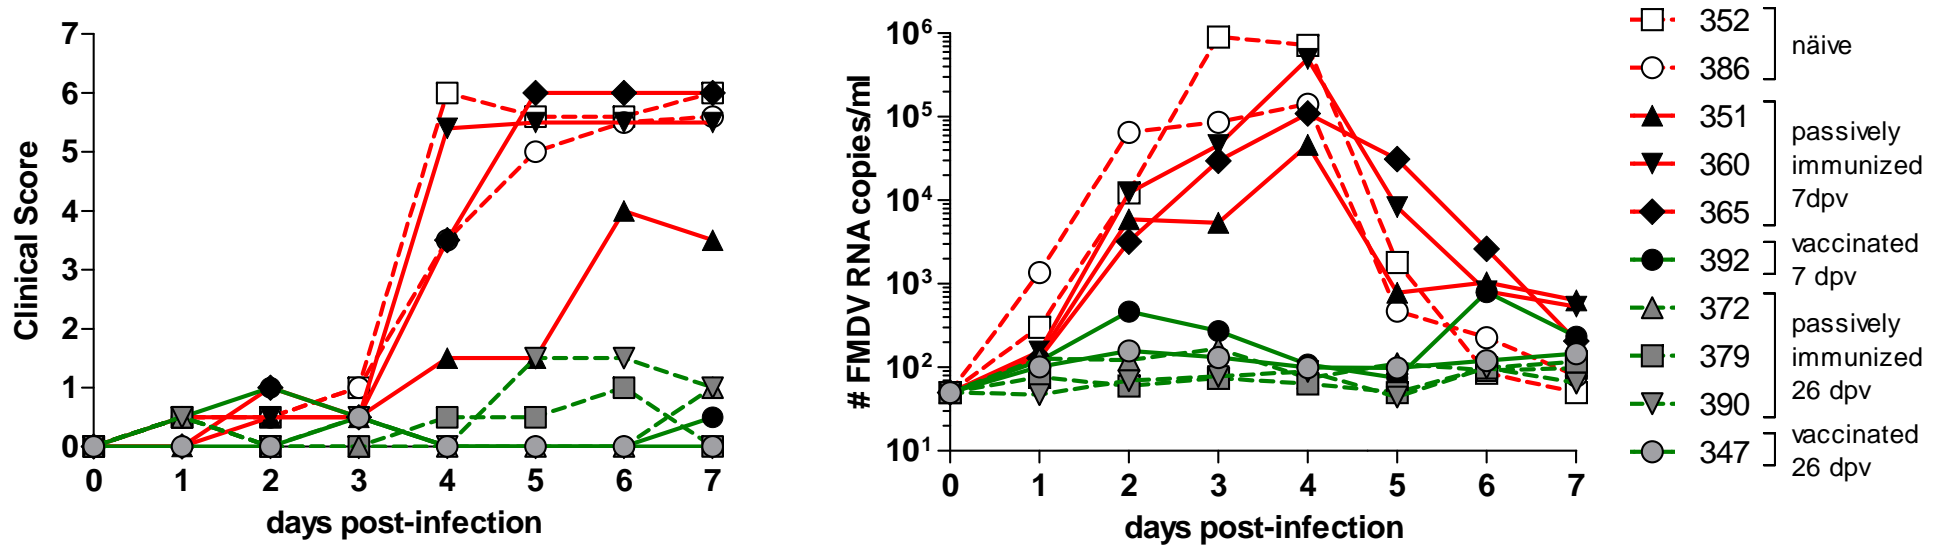 Clinical Score
7
6
5
4
3
2
1
0
0 1 2 3 4 5 6 7
days post-infection
# FMDV RNA copies/ml
10⁶
10⁵
10⁴
10³
10²
10¹
0 1 2 3 4 5 6 7
days post-infection
352
386
näive
351
360
365
passively
immunized
7dpv
392
vaccinated
7 dpv
372
379
390
passively
immunized
26 dpv
347
vaccinated
26 dpv